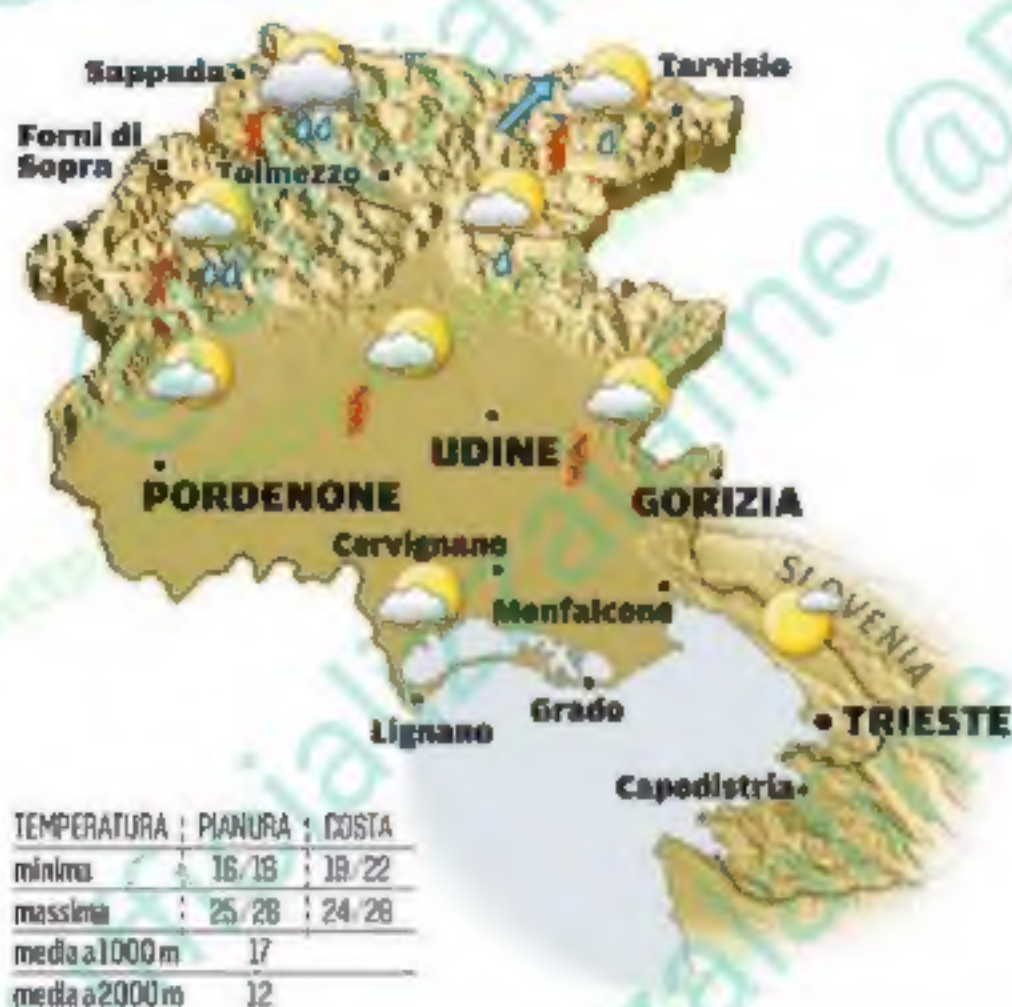 Sappada
Tarvisio
Forni di
Sopra
Tolmezzo
UDINE
PORDENONE
GORIZIA
Cervignano
Monfalcone
SLOVENIA
Grado
Lignano
TRIESTE
Capodistria
TEMPERATURA PIANURA COSTA
minima 16/18 19/22
massima 25/28 24/28
media a 1000 m 17
media a 2000 m 12